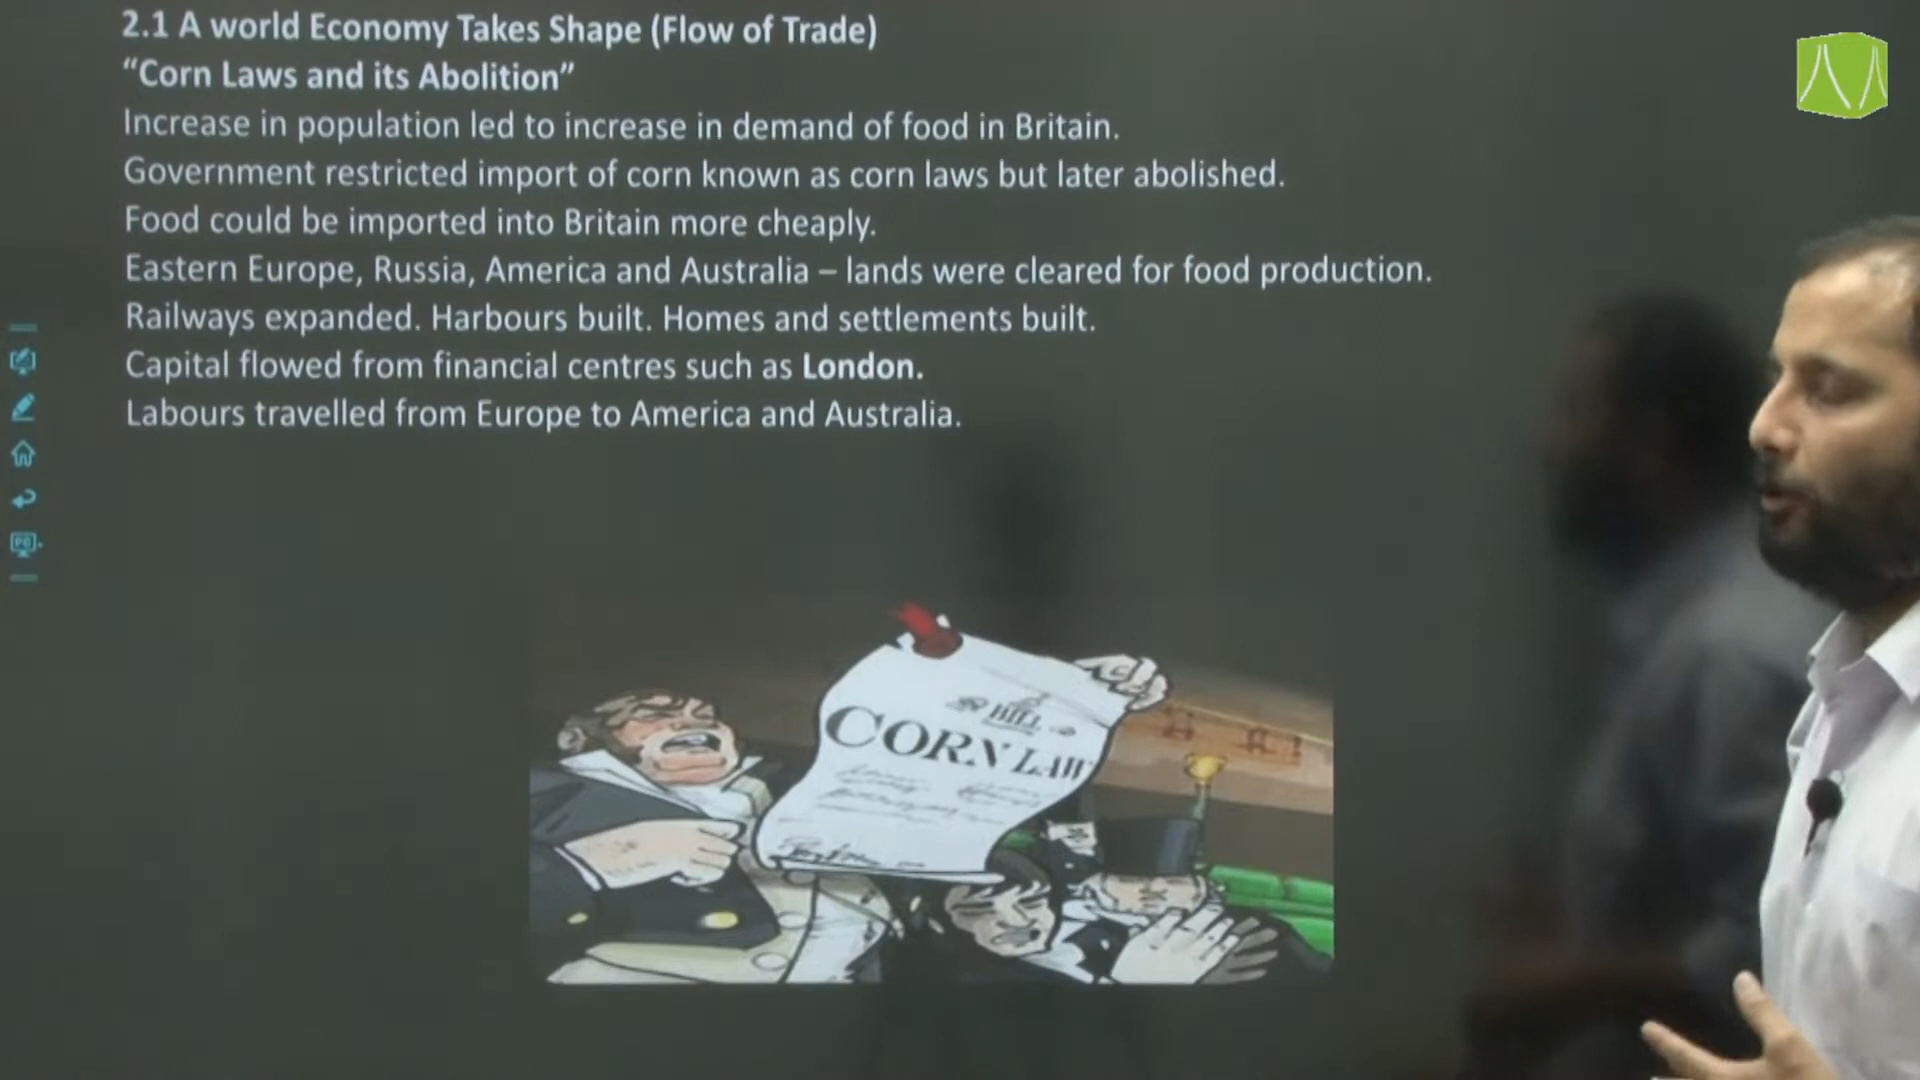 2.1 A world Economy Takes Shape (Flow of Trade)
“Corn Laws and its Abolition”
Increase in population led to increase in demand of food in Britain.
Government restricted import of corn known as corn laws but later abolished.
Food could be imported into Britain more cheaply.
Eastern Europe, Russia, America and Australia – lands were cleared for food production.
Railways expanded. Harbours built. Homes and settlements built.
Capital flowed from financial centres such as London.
Labours travelled from Europe to America and Australia.
BILL
CORN LAW